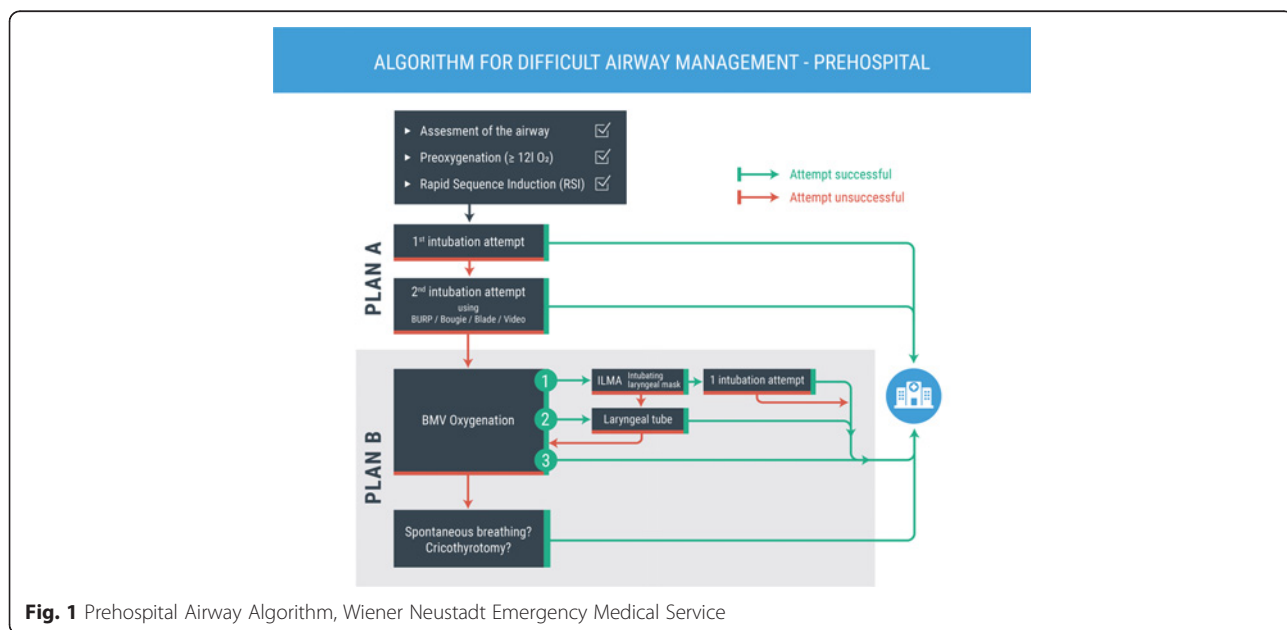 ALGORITHM FOR DIFFICULT AIRWAY MANAGEMENT - PREHOSPITAL
► Assesment of the airway
► Preoxygenation (≥ 12l O₂)
► Rapid Sequence Induction (RSI)
Attempt successful
Attempt unsuccessful
PLAN A
1st intubation attempt
2nd intubation attempt
using
BURP / Bougie / Blade / Video
PLAN B
BMV Oxygenation
1
ILMA Intubating
laryngeal mask
1 intubation attempt
2
Laryngeal tube
3
Spontaneous breathing?
Cricothyrotomy?
Fig. 1 Prehospital Airway Algorithm, Wiener Neustadt Emergency Medical Service